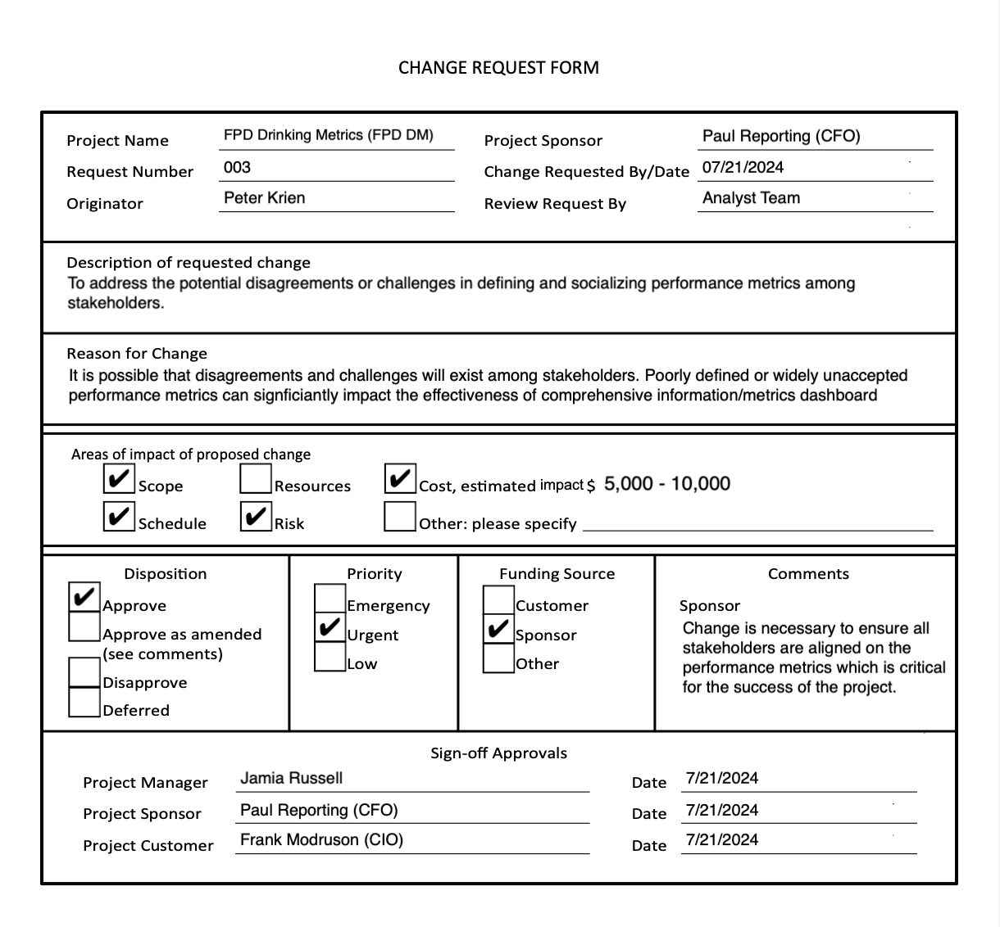 CHANGE REQUEST FORM
Project Name FPD Drinking Metrics (FPD DM) Project Sponsor Paul Reporting (CFO)
Request Number 003 Change Requested By/Date 07/21/2024
Originator Peter Krien Review Request By Analyst Team
Description of requested change
To address the potential disagreements or challenges in defining and socializing performance metrics among
stakeholders.
Reason for Change
It is possible that disagreements and challenges will exist among stakeholders. Poorly defined or widely unaccepted
performance metrics can signficiantly impact the effectiveness of comprehensive information/metrics dashboard
Areas of impact of proposed change
✔ Scope Resources ✔ Cost, estimated impact $ 5,000 - 10,000
✔ Schedule ✔ Risk Other: please specify
Disposition
✔ Approve
Approve as amended
(see comments)
Disapprove
Deferred
Priority
Emergency
✔ Urgent
Low
Funding Source
Customer
✔ Sponsor
Other
Comments
Sponsor
Change is necessary to ensure all
stakeholders are aligned on the
performance metrics which is critical
for the success of the project.
Sign-off Approvals
Project Manager Jamia Russell Date 7/21/2024
Project Sponsor Paul Reporting (CFO) Date 7/21/2024
Project Customer Frank Modruson (CIO) Date 7/21/2024